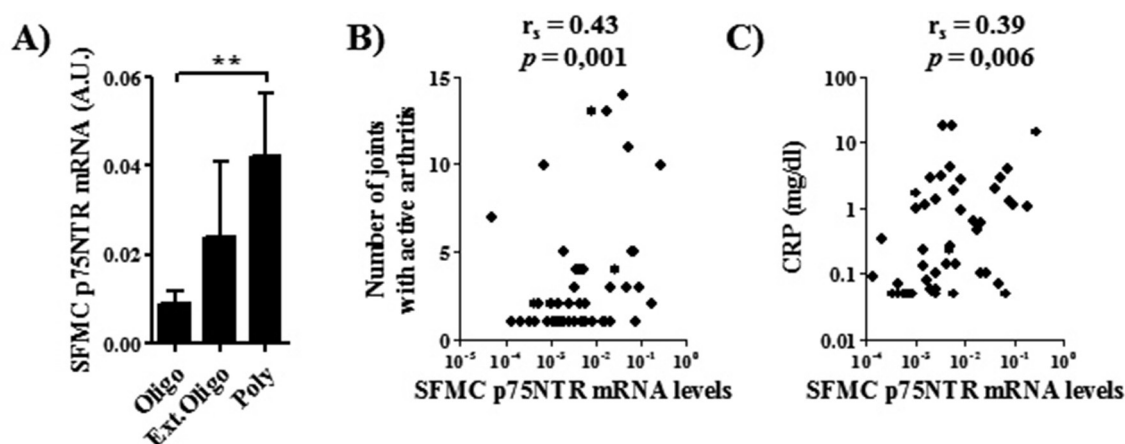 A)
SFMC p75NTR mRNA (A.U.)
0.06
0.04
0.02
0.00
**
Oligo
Ext.Oligo
Poly
B)
r_s = 0.43
p = 0,001
Number of joints
with active arthritis
15
10
5
0
10⁻⁵ 10⁻⁴ 10⁻³ 10⁻² 10⁻¹ 10⁰
SFMC p75NTR mRNA levels
C)
r_s = 0.39
p = 0,006
CRP (mg/dl)
100
10
1
0.1
0.01
10⁻⁴ 10⁻³ 10⁻² 10⁻¹ 10⁰
SFMC p75NTR mRNA levels